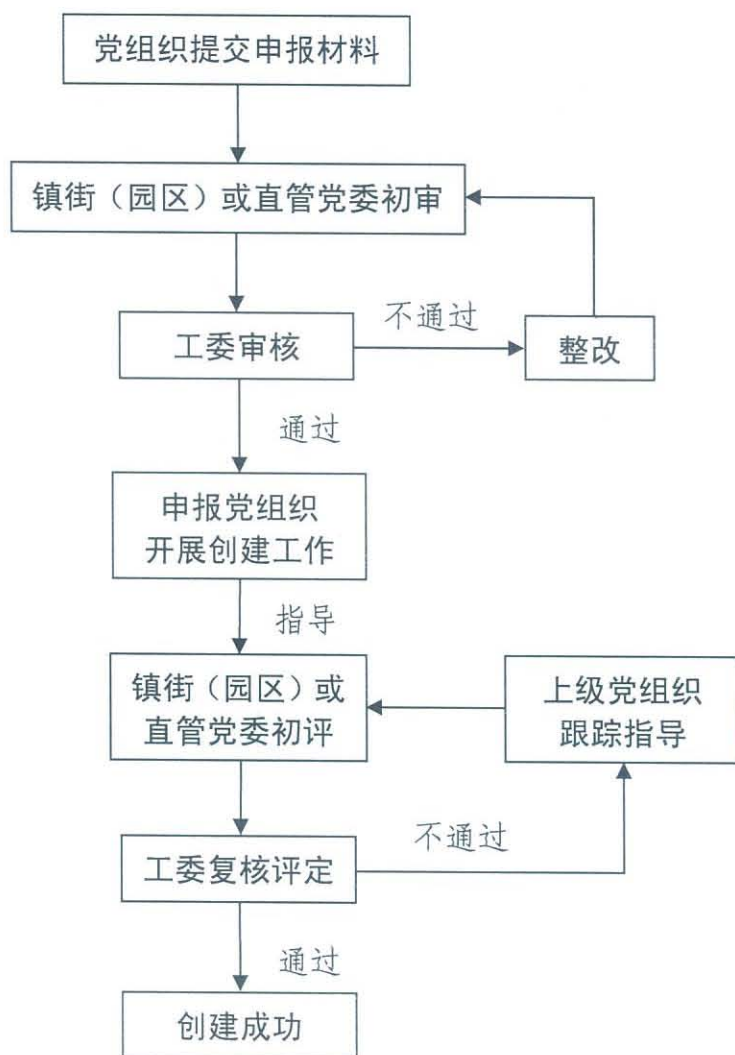 党组织提交申报材料
镇街（园区）或直管党委初审
不通过
工委审核
整改
通过
申报党组织
开展创建工作
指导
镇街（园区）或
直管党委初评
上级党组织
跟踪指导
不通过
工委复核评定
通过
创建成功